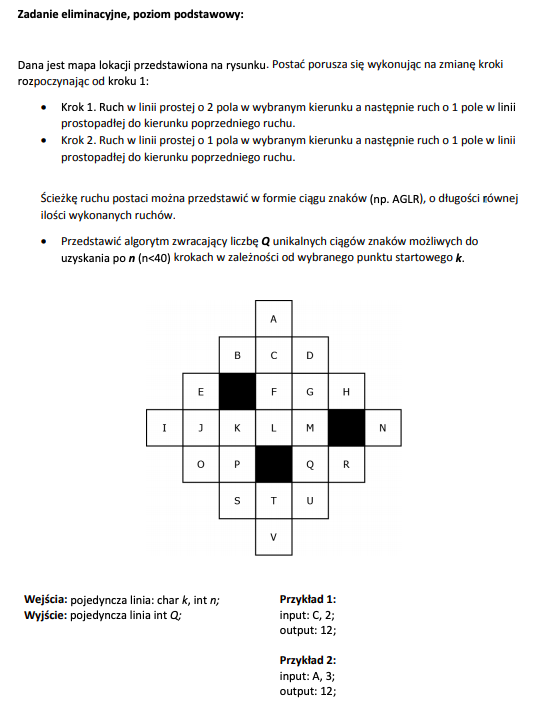 Zadanie eliminacyjne, poziom podstawowy:
Dana jest mapa lokacji przedstawiona na rysunku. Postać porusza się wykonując na zmianę kroki
rozpoczynając od kroku 1:
• Krok 1. Ruch w linii prostej o 2 pola w wybranym kierunku a następnie ruch o 1 pole w linii
prostopadłej do kierunku poprzedniego ruchu.
• Krok 2. Ruch w linii prostej o 1 pola w wybranym kierunku a następnie ruch o 1 pole w linii
prostopadłej do kierunku poprzedniego ruchu.
Ścieżkę ruchu postaci można przedstawić w formie ciągu znaków (np. AGLR), o długości równej
ilości wykonanych ruchów.
• Przedstawić algorytm zwracający liczbę Q unikalnych ciągów znaków możliwych do
uzyskania po n (n<40) krokach w zależności od wybranego punktu startowego k.
A
B C D
E F G H
I J K L M N
O P Q R
S T U
V
Wejścia: pojedyncza linia: char k, int n;
Wyjście: pojedyncza linia int Q;
Przykład 1:
input: C, 2;
output: 12;
Przykład 2:
input: A, 3;
output: 12;